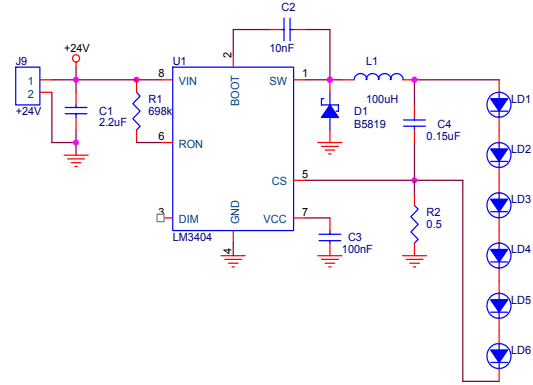 C2
10nF
J9
1
2
+24V
+24V
C1
2.2uF
R1
698k
U1
8
VIN
2
BOOT
SW
1
6
RON
CS
5
3
DIM
GND
4
VCC
7
LM3404
L1
100uH
D1
B5819
C4
0.15uF
R2
0.5
C3
100nF
LD1
LD2
LD3
LD4
LD5
LD6